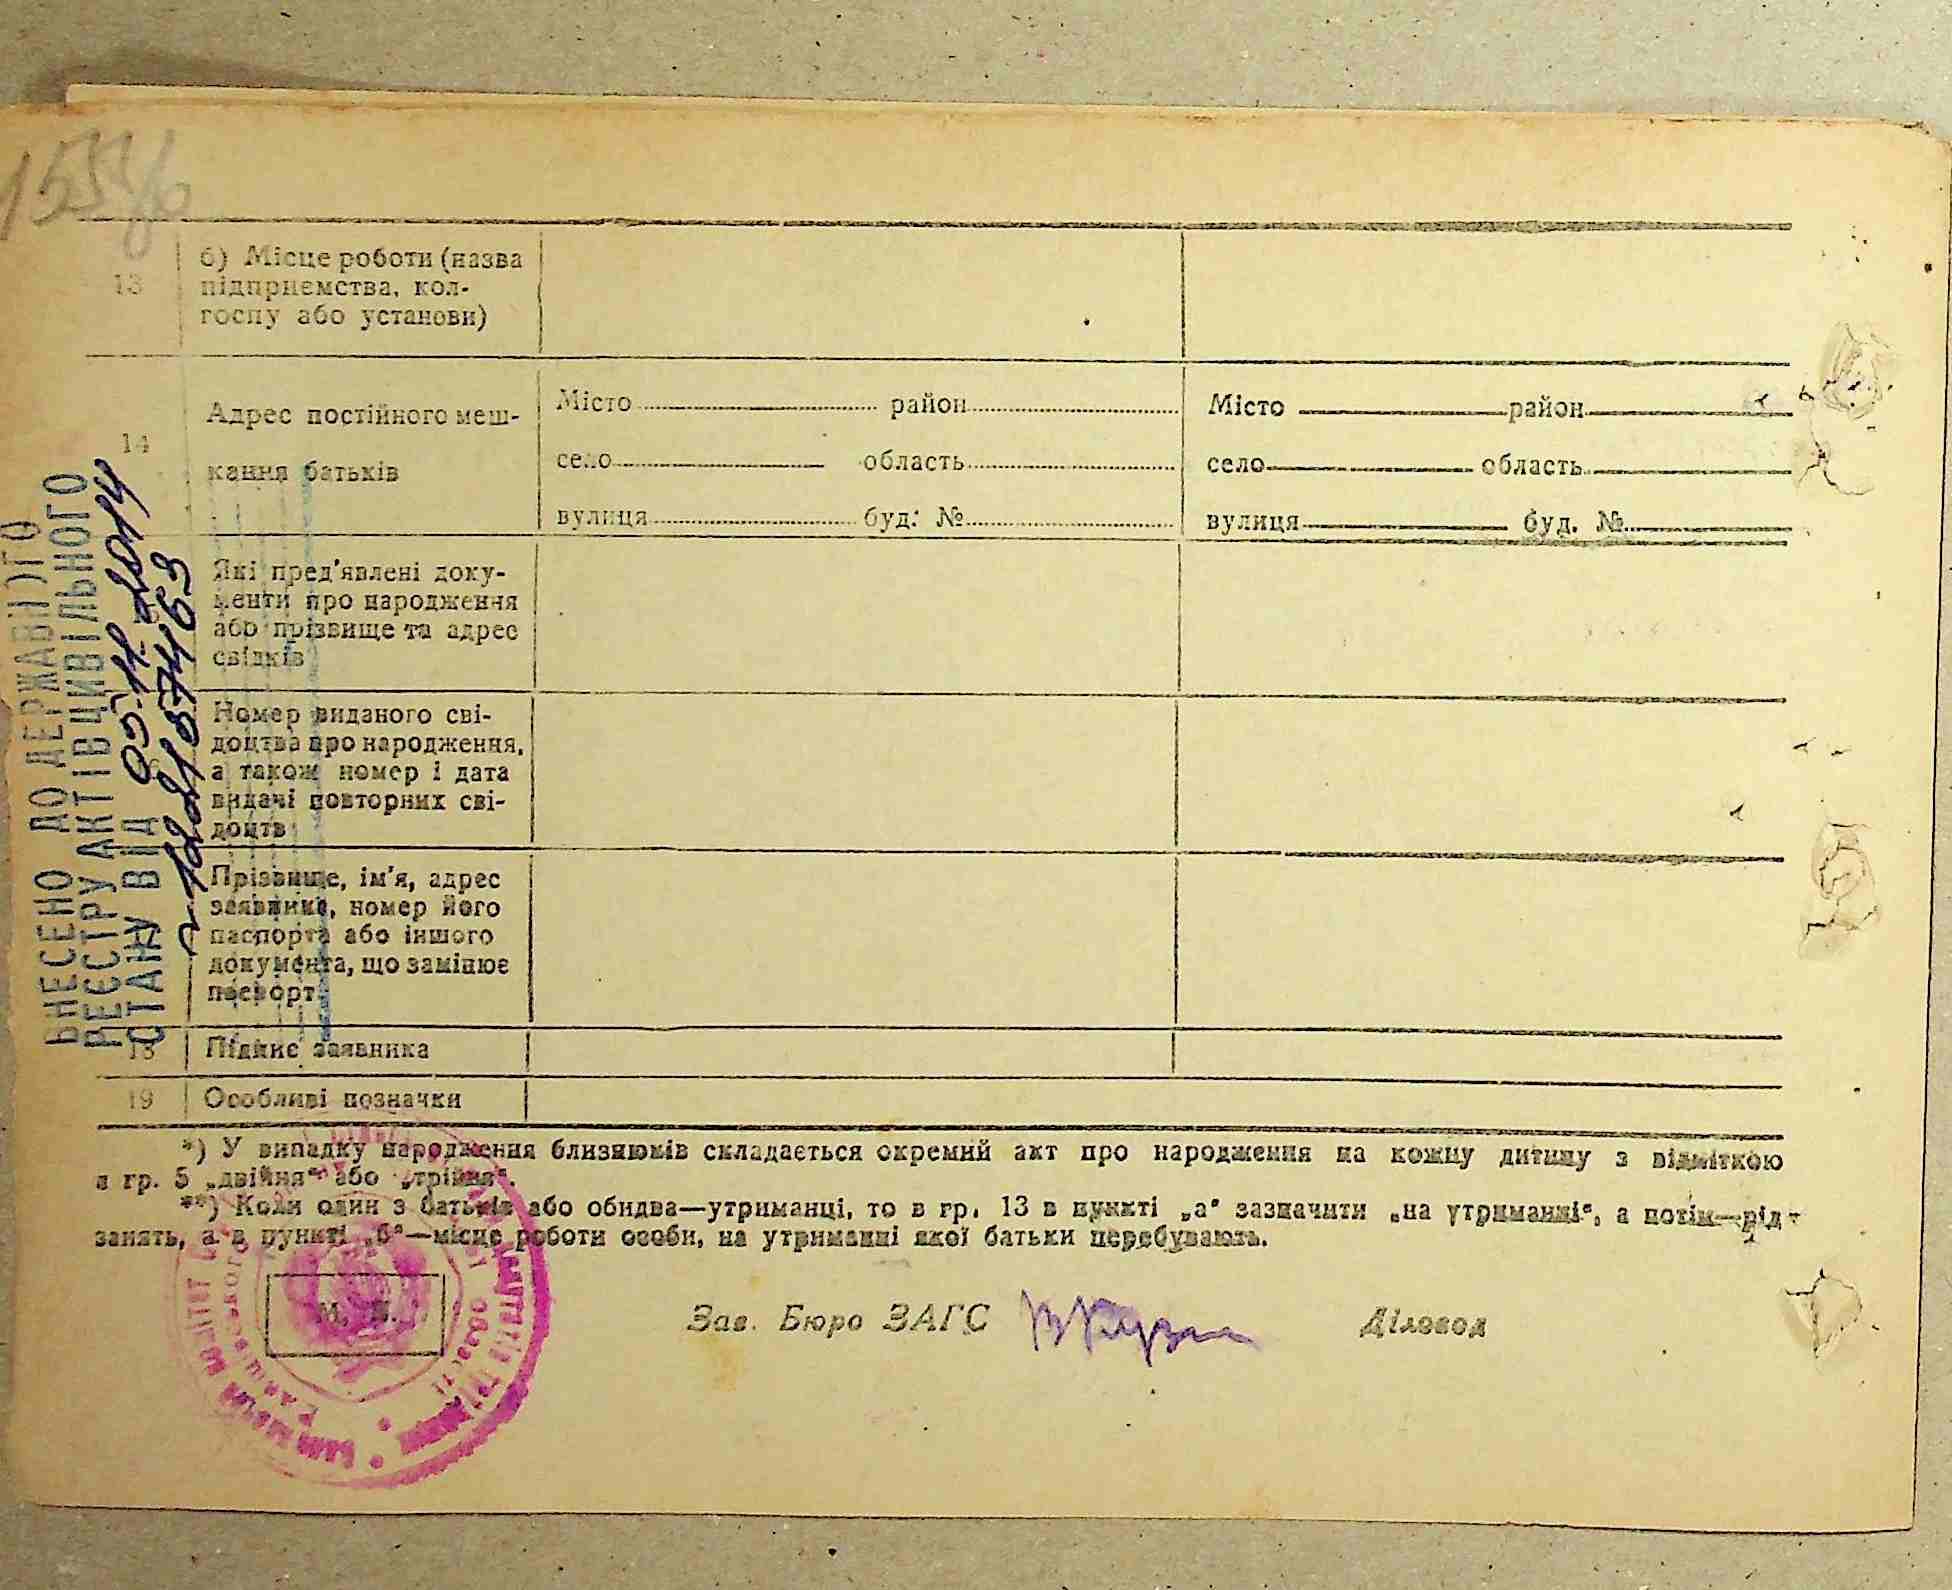 13
б) Місце роботи (назва
підприємства, кол-
госпу або установи)
14
Адрес постійного меш-
кання батьків
Місто район
село область
вулиця буд. №
Місто район
село область
вулиця буд. №
Які пред'явлені доку-
менти про народження
або прізвище та адрес
свідків
Номер виданого сві-
доцтва про народження,
а також номер і дата
видачі повторних сві-
доцтв
Прізвище, ім'я, адрес
заявника, номер його
паспорта або іншого
документа, що замінює
паспорт.
18
Підпис заявника
19
Особливі позначки
ВНЕСЕНО ДО ДЕРЖАВНОГО
РЕЄСТРУ АКТІВ ЦИВІЛЬНОГО
СТАНУ ВІД 05.11.2014
*) У випадку народження близнюків складається окремий акт про народження на кожну дитину з відміткою
в гр. 5 „двійня“ або „трійня“.
**) Коли один з батьків або обидва—утриманці, то в гр. 13 в пункті „а“ зазначити „на утриманні“, а потім—рід
занять, а в пункті „б“—місце роботи особи, на утриманні якої батьки перебувають.
М. П.
Зав. Бюро ЗАГС
Діловод